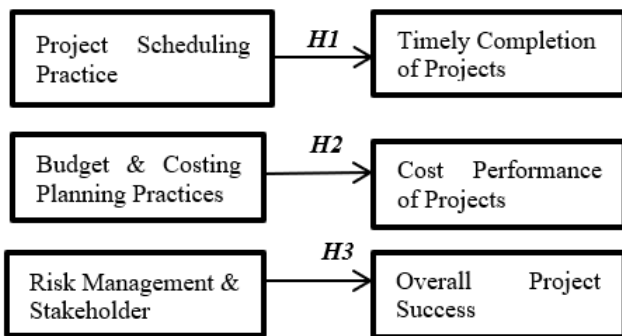 Project Scheduling
Practice
H1
Timely Completion
of Projects
Budget & Costing
Planning Practices
H2
Cost Performance
of Projects
Risk Management &
Stakeholder
H3
Overall Project
Success